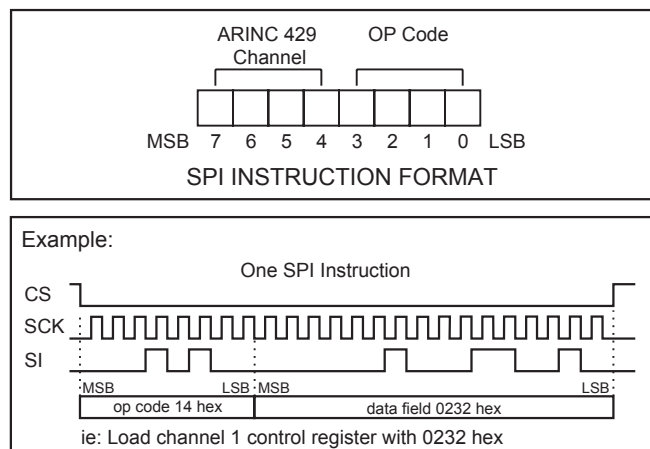 ARINC 429 OP Code
Channel
MSB 7 6 5 4 3 2 1 0 LSB
SPI INSTRUCTION FORMAT
Example:
One SPI Instruction
CS
SCK
SI
MSB LSB MSB LSB
op code 14 hex data field 0232 hex
ie: Load channel 1 control register with 0232 hex